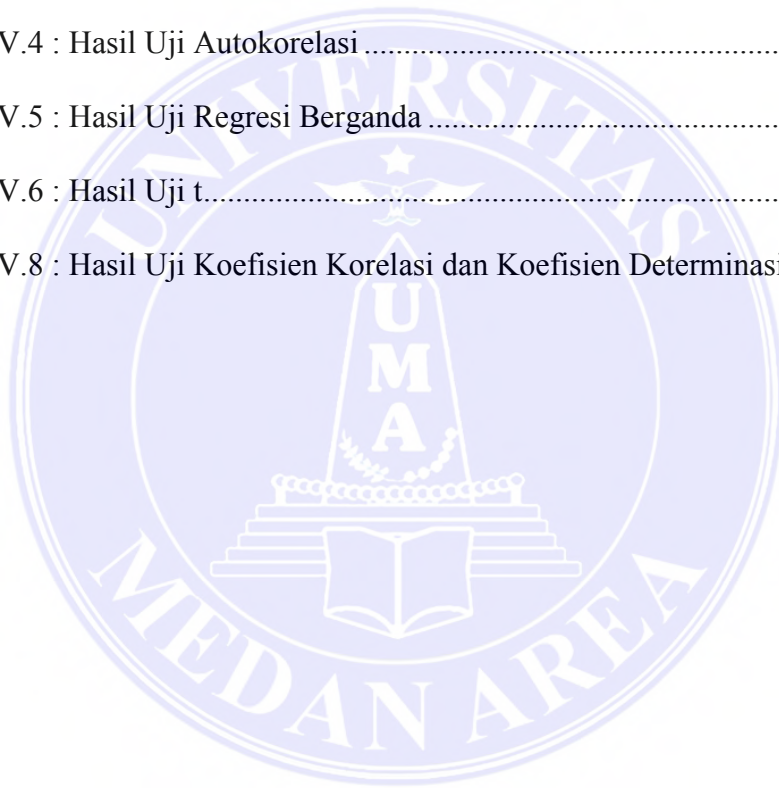 V.4 : Hasil Uji Autokorelasi ................................................
V.5 : Hasil Uji Regresi Berganda ........................................
V.6 : Hasil Uji t....................................................................
V.8 : Hasil Uji Koefisien Korelasi dan Koefisien Determinasi
UNIVERSITAS
UMA
MEDAN AREA